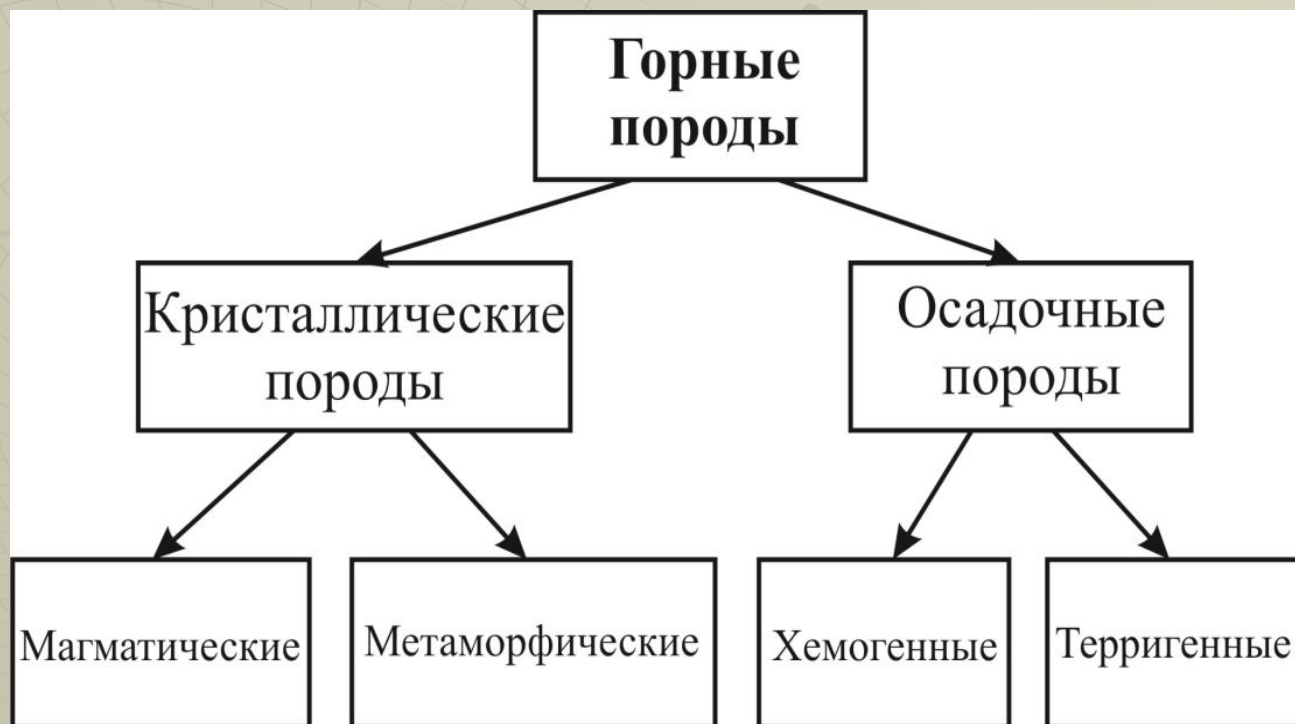 Горные
породы
Кристаллические
породы
Осадочные
породы
Магматические
Метаморфические
Хемогенные
Терригенные